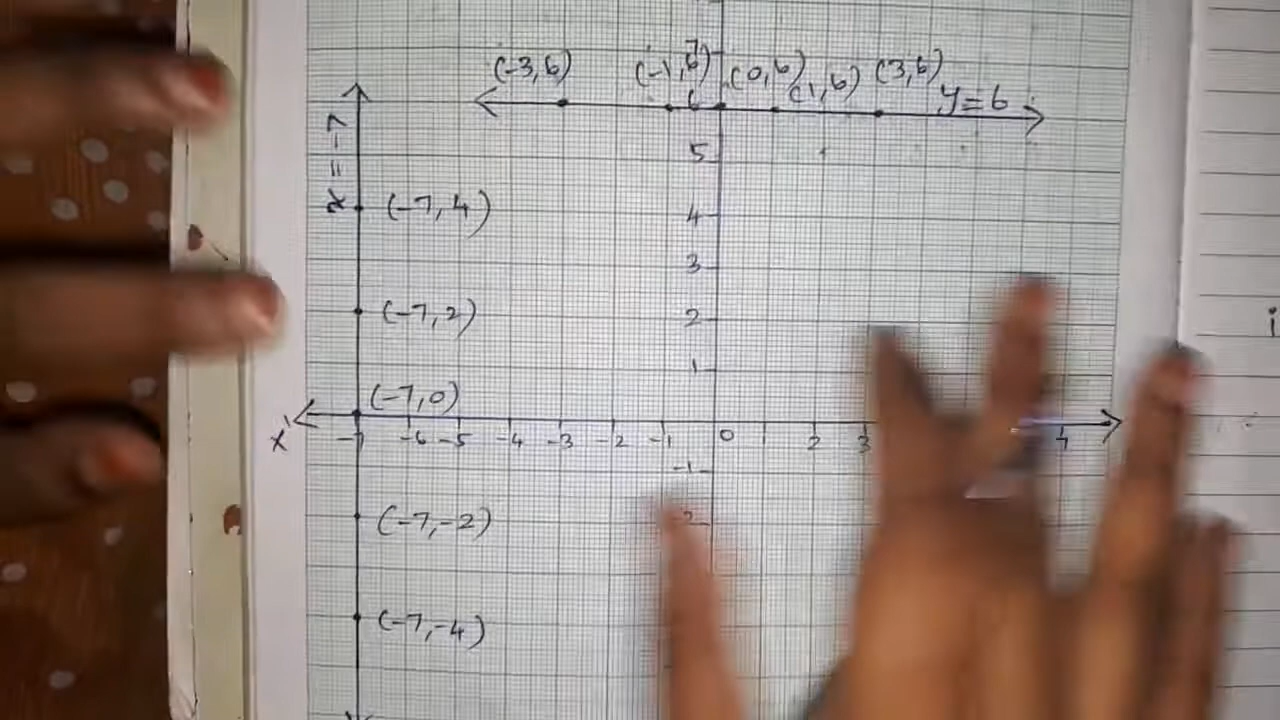 7
(-3,6) (-1,6) (0,6) (1,6) (3,6)
6 y=6
x=-7
5
(-7,4) 4
3
(-7,2) 2
1
(-7,0)
x' -7 -6 -5 -4 -3 -2 -1 0 1 2 3 7
-1
(-7,-2) -2
(-7,-4)
i